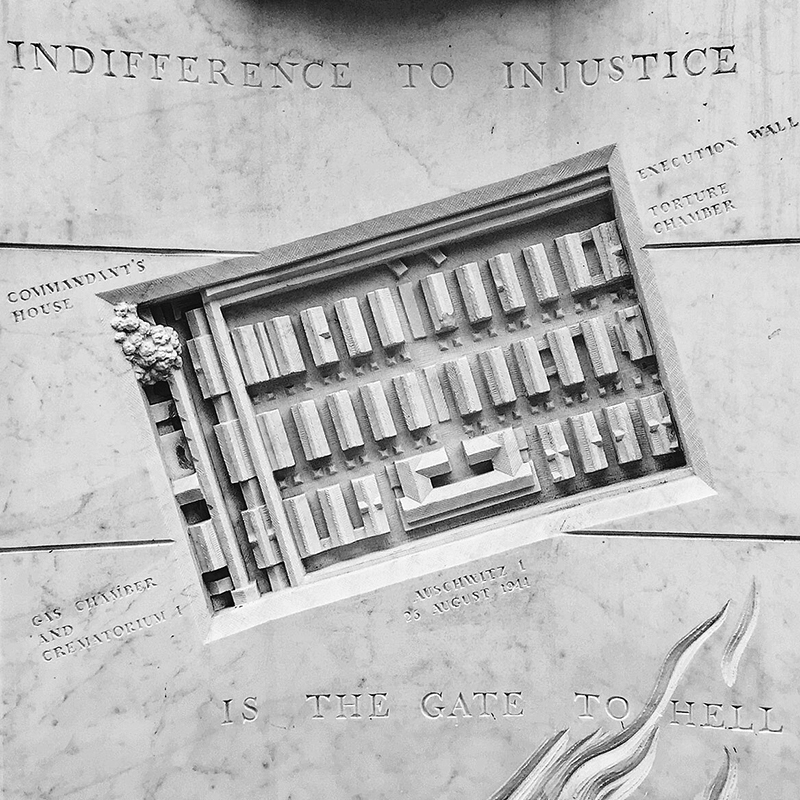 INDIFFERENCE TO INJUSTICE
EXECUTION WALL
TORTURE
CHAMBER
COMMANDANT'S
HOUSE
GAS CHAMBER
AND
CREMATORIUM I
AUSCHWITZ I
26 AUGUST 1944
IS THE GATE TO HELL